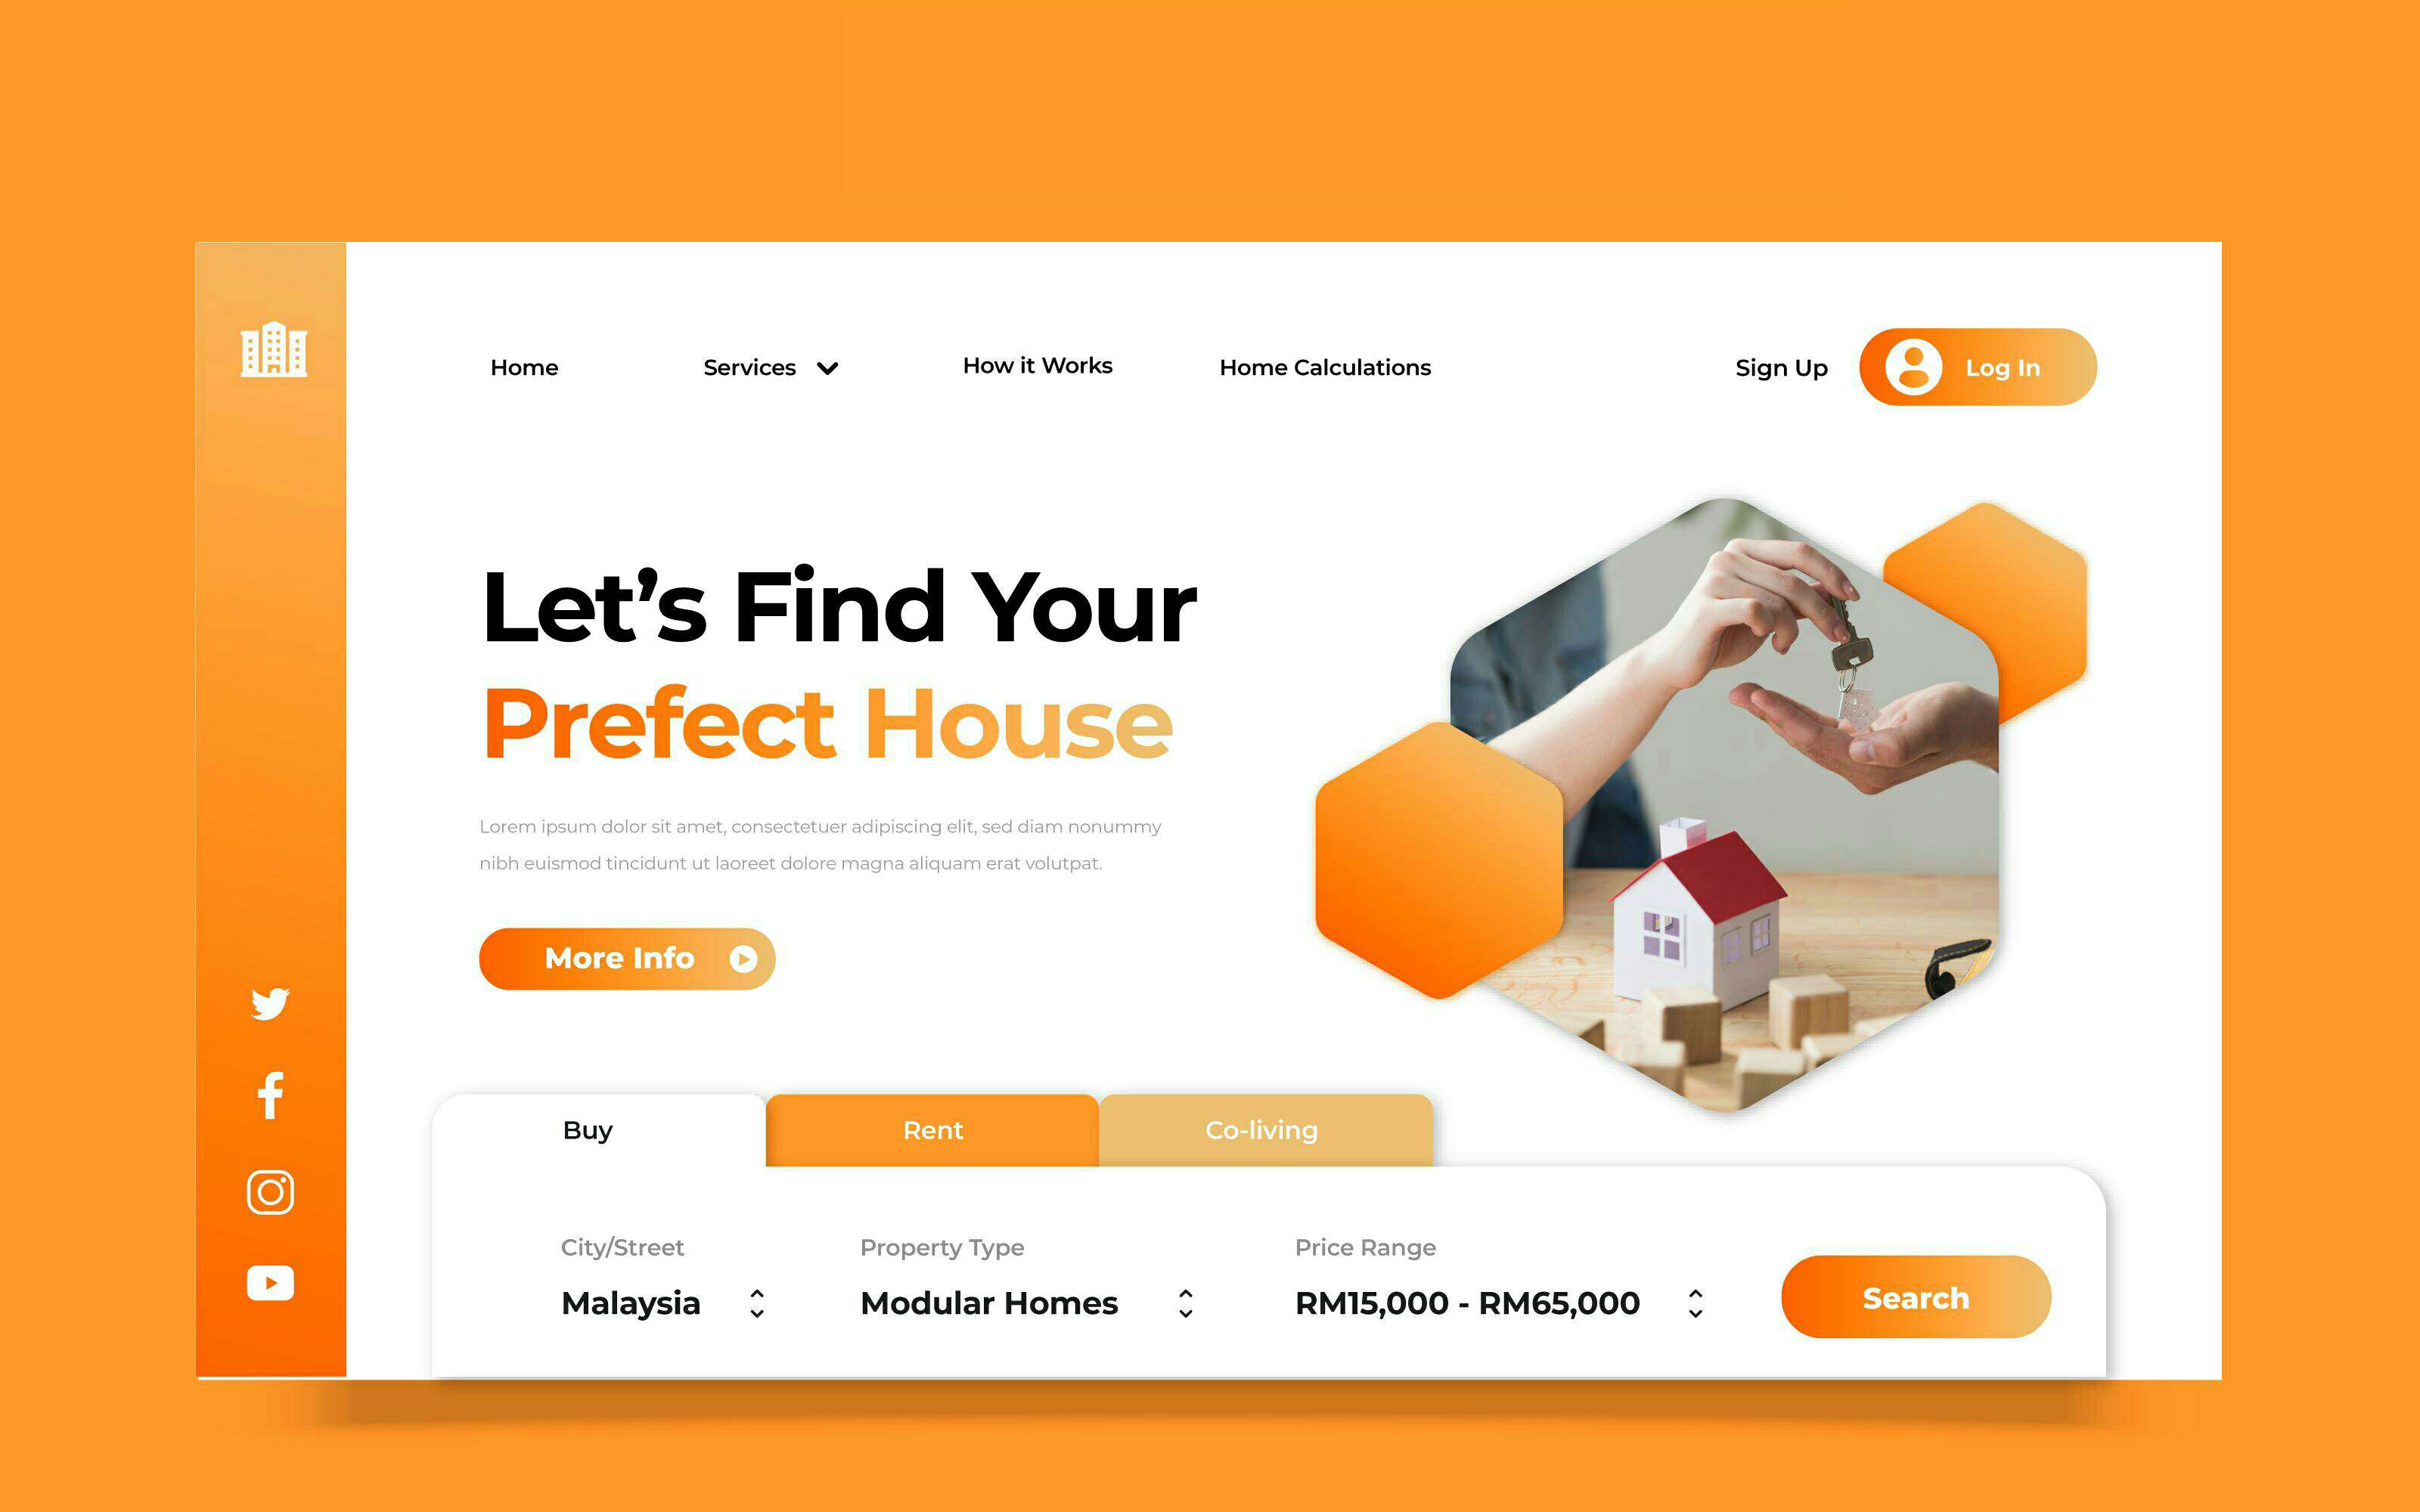 Home
Services
How it Works
Home Calculations
Sign Up
Log In
Let’s Find Your
Prefect House
Lorem ipsum dolor sit amet, consectetuer adipiscing elit, sed diam nonummy
nibh euismod tincidunt ut laoreet dolore magna aliquam erat volutpat.
More Info
Buy
Rent
Co-living
City/Street
Property Type
Price Range
Malaysia
Modular Homes
RM15,000 - RM65,000
Search